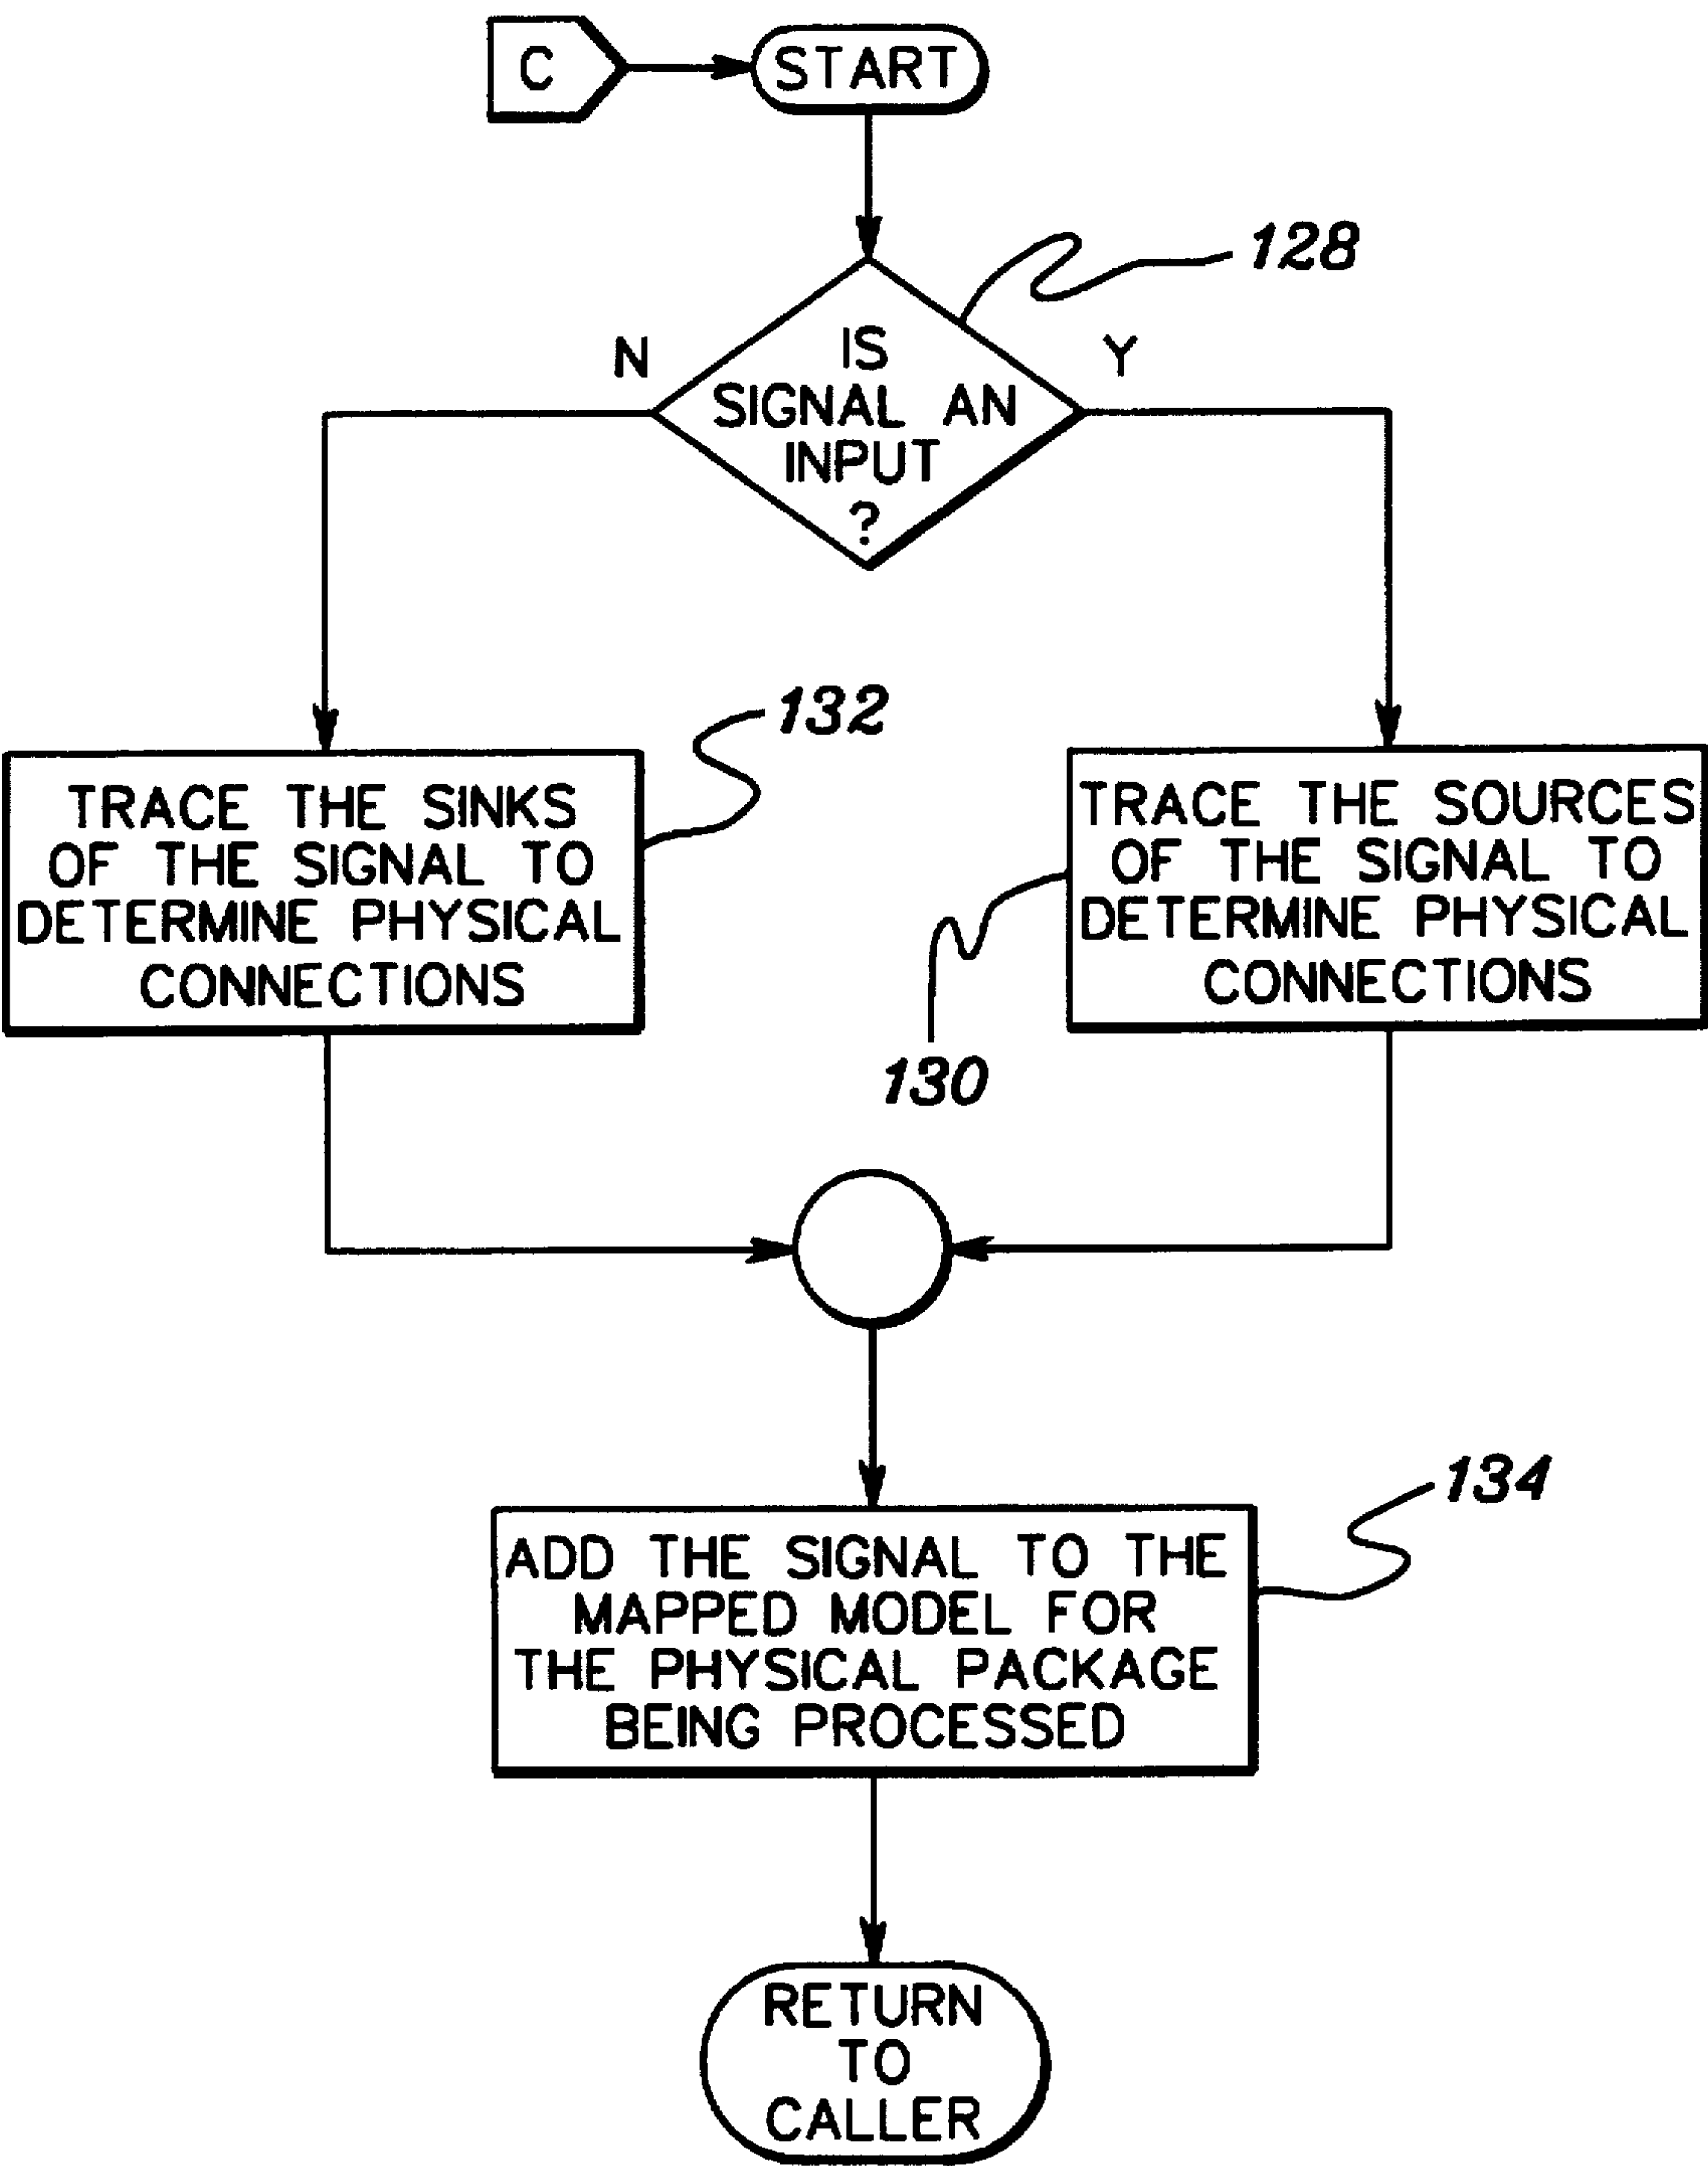 C
START
128
N
Y
IS
SIGNAL AN
INPUT
?
132
TRACE THE SINKS
OF THE SIGNAL TO
DETERMINE PHYSICAL
CONNECTIONS
TRACE THE SOURCES
OF THE SIGNAL TO
DETERMINE PHYSICAL
CONNECTIONS
130
134
ADD THE SIGNAL TO THE
MAPPED MODEL FOR
THE PHYSICAL PACKAGE
BEING PROCESSED
RETURN
TO
CALLER